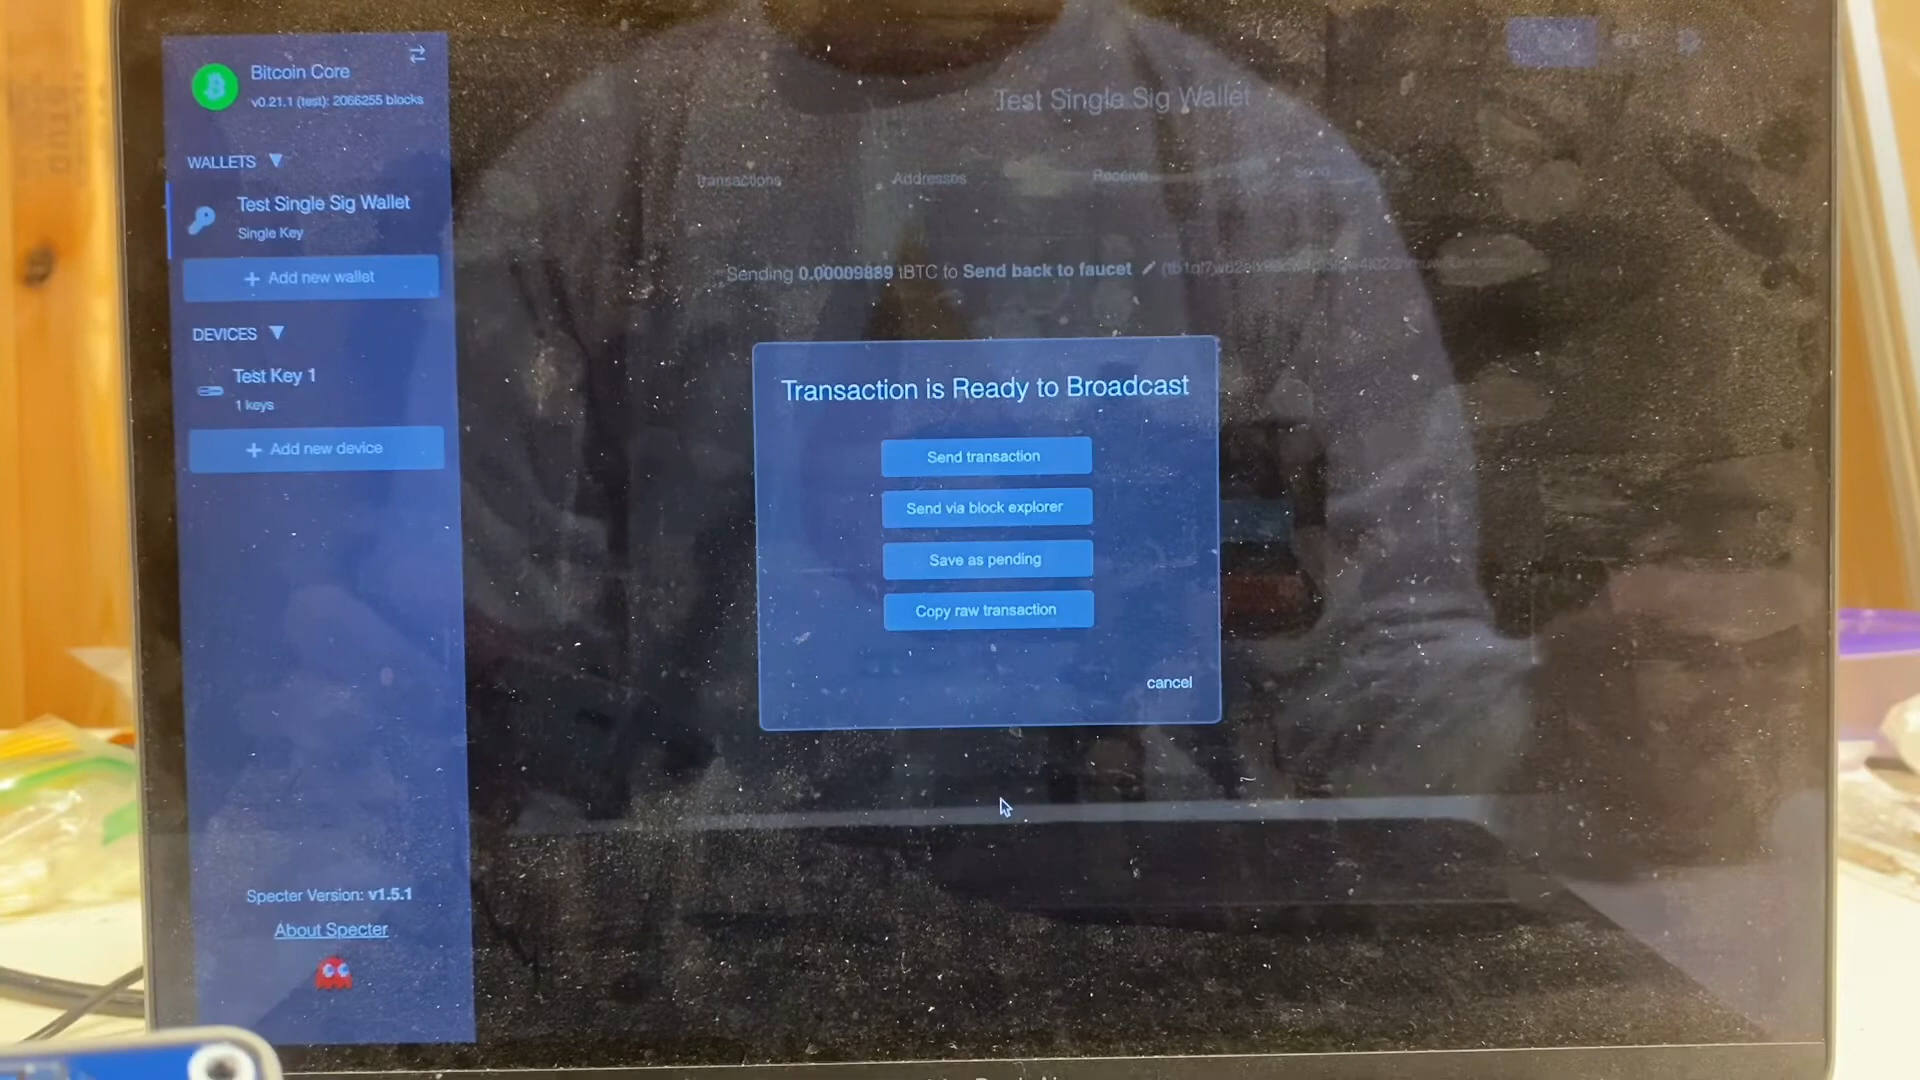 Bitcoin Core
v0.21.1 (test): 2066255 blocks
WALLETS ▼
Test Single Sig Wallet
Single Key
+ Add new wallet
DEVICES ▼
Test Key 1
1 keys
+ Add new device
Specter Version: v1.5.1
About Specter
Test Single Sig Wallet
Transactions
Addresses
Receive
Send
Sending 0.00009889 tBTC to Send back to faucet
Transaction is Ready to Broadcast
Send transaction
Send via block explorer
Save as pending
Copy raw transaction
cancel